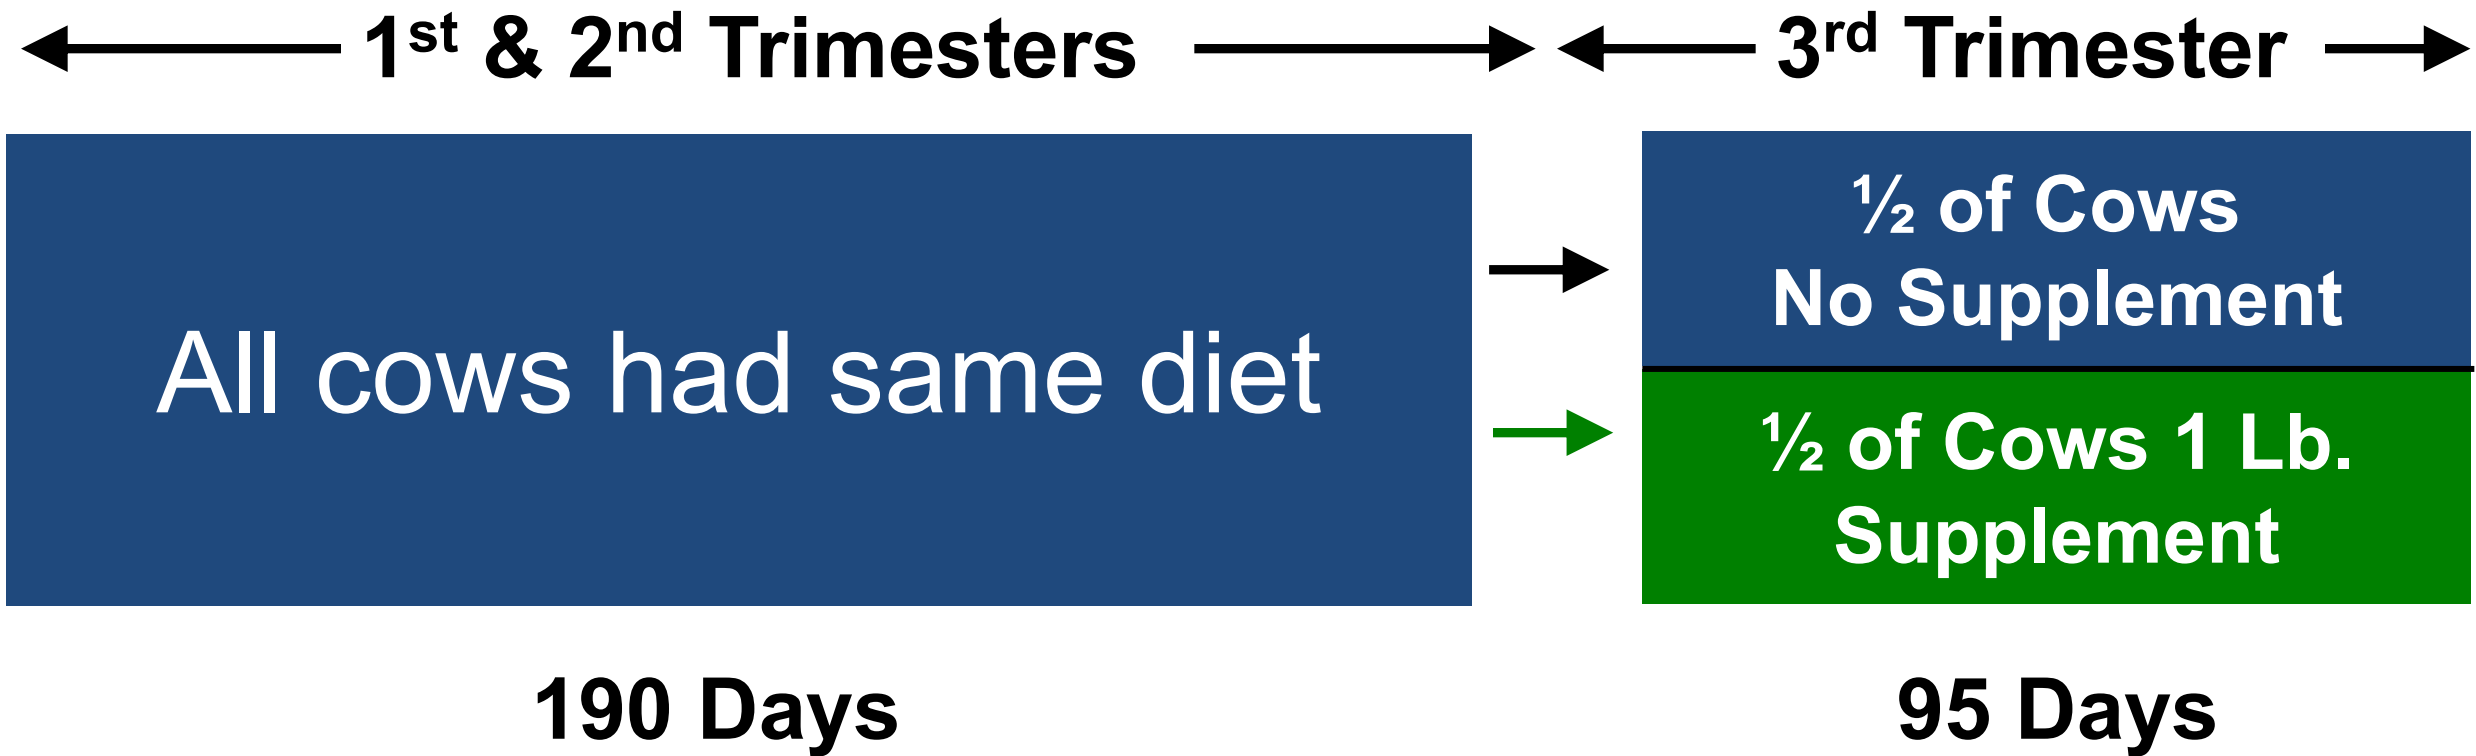 1st & 2nd Trimesters
3rd Trimester
All cows had same diet
½ of Cows
No Supplement
½ of Cows 1 Lb.
Supplement
190 Days
95 Days